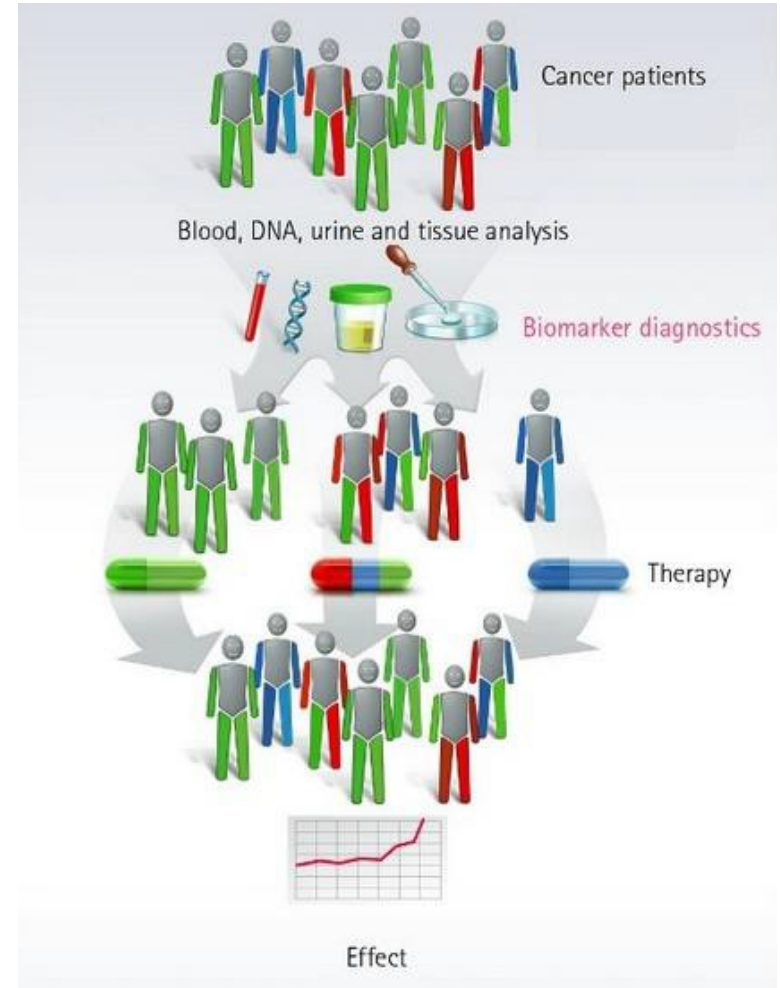 Cancer patients
Blood, DNA, urine and tissue analysis
Biomarker diagnostics
Therapy
Effect